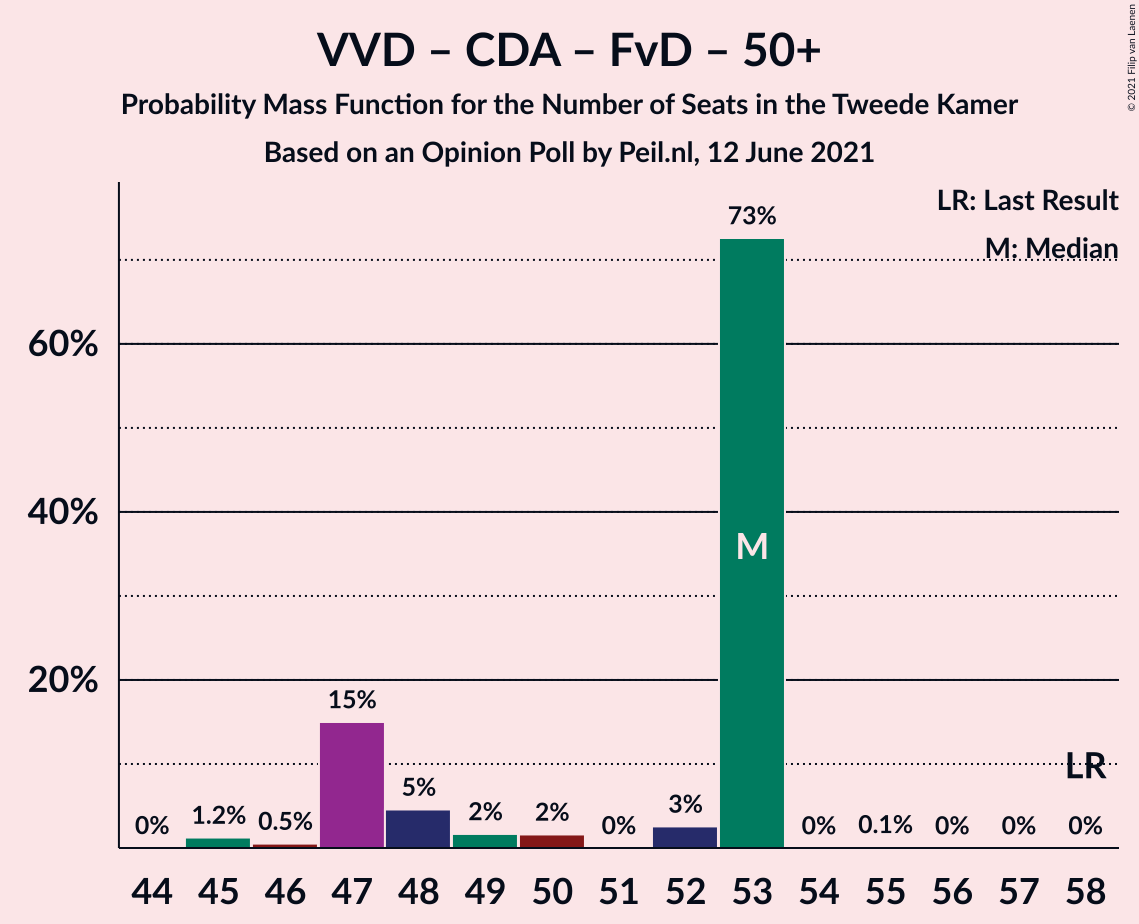 VVD – CDA – FvD – 50+
Probability Mass Function for the Number of Seats in the Tweede Kamer
Based on an Opinion Poll by Peil.nl, 12 June 2021
© 2021 Filip van Laenen
LR: Last Result
M: Median
73%
60%
M
40%
20%
15%
LR
0%
1.2%
0.5%
5%
2%
2%
0%
3%
0%
0.1%
0%
0%
0%
44 45 46 47 48 49 50 51 52 53 54 55 56 57 58